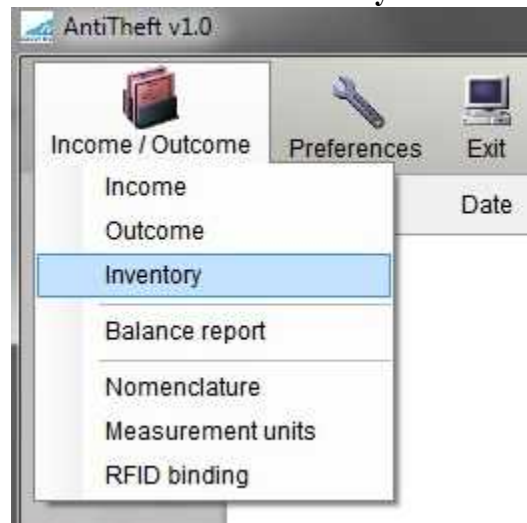 AntiTheft v1.0
Income / Outcome Preferences Exit
Income
Date
Outcome
Inventory
Balance report
Nomenclature
Measurement units
RFID binding